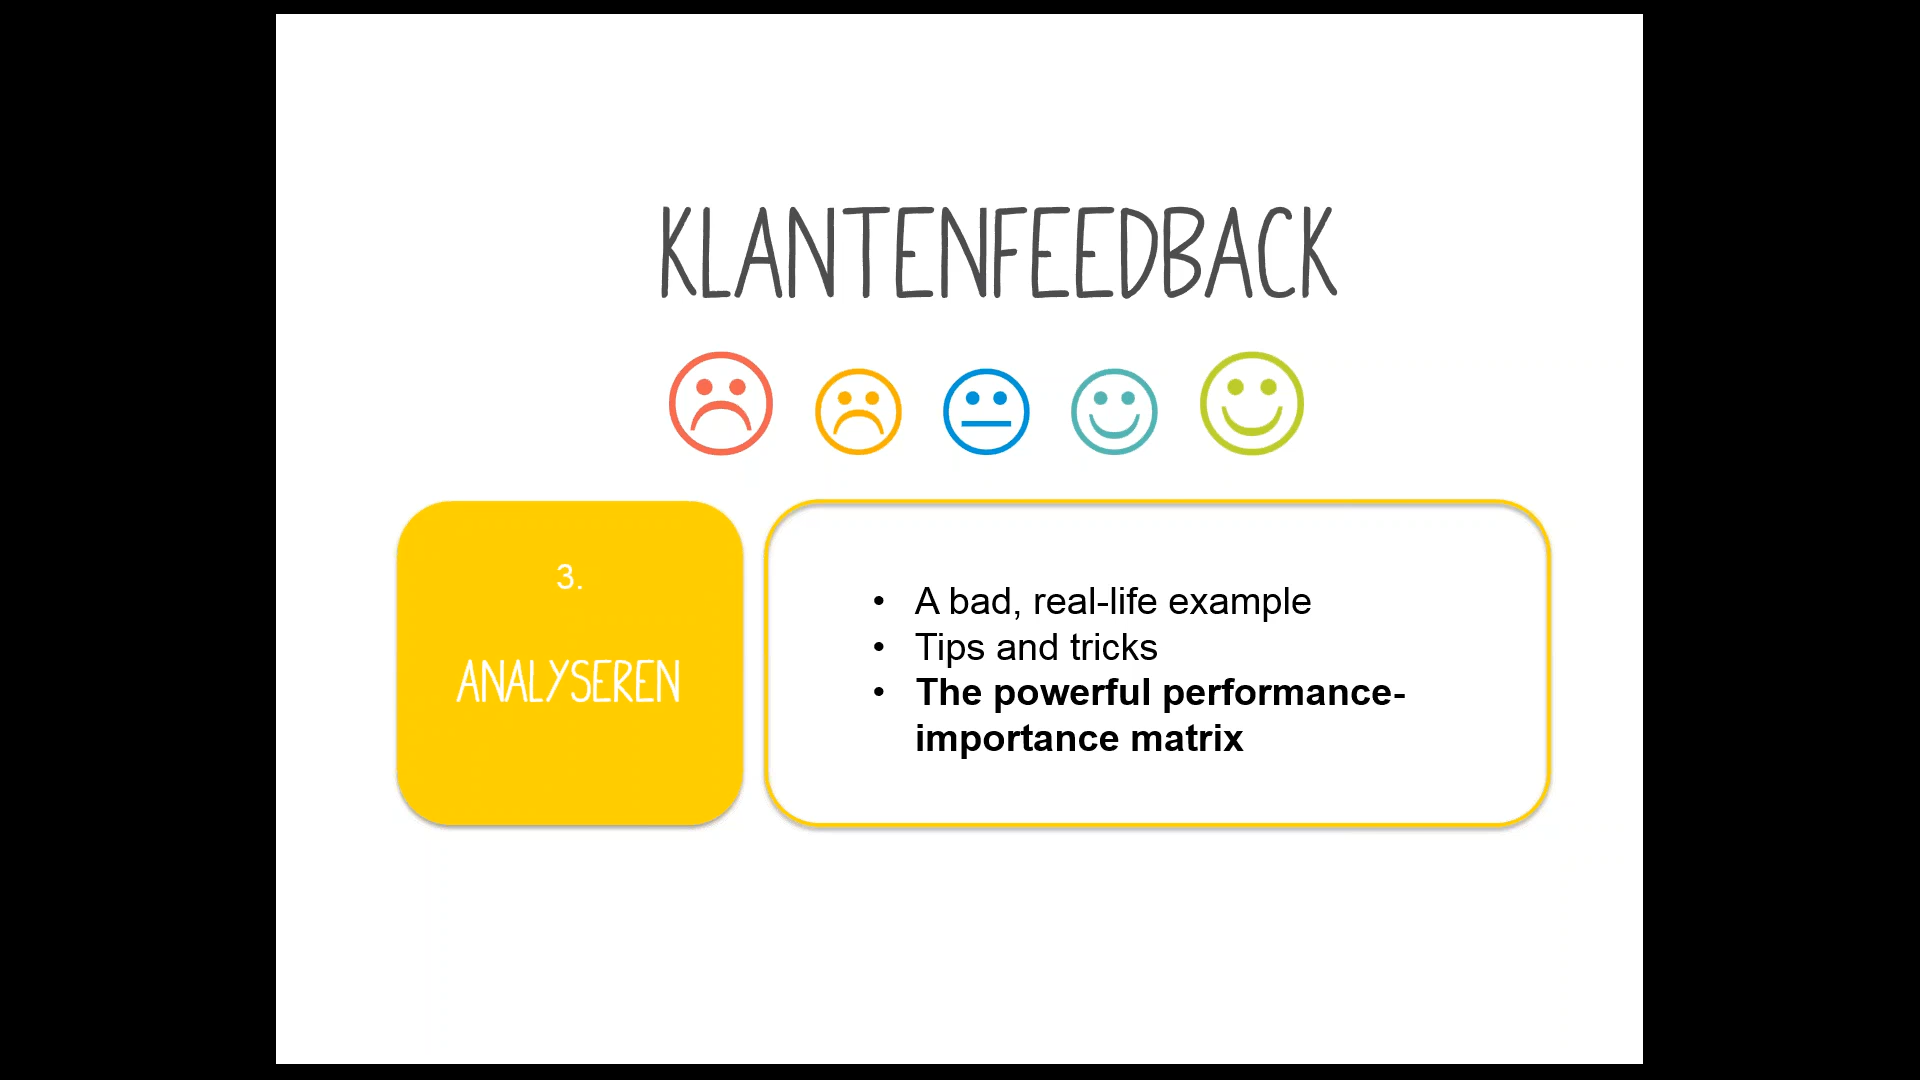 KLANTENFEEDBACK
3.
ANALYSEREN
• A bad, real-life example
• Tips and tricks
• The powerful performance-
importance matrix